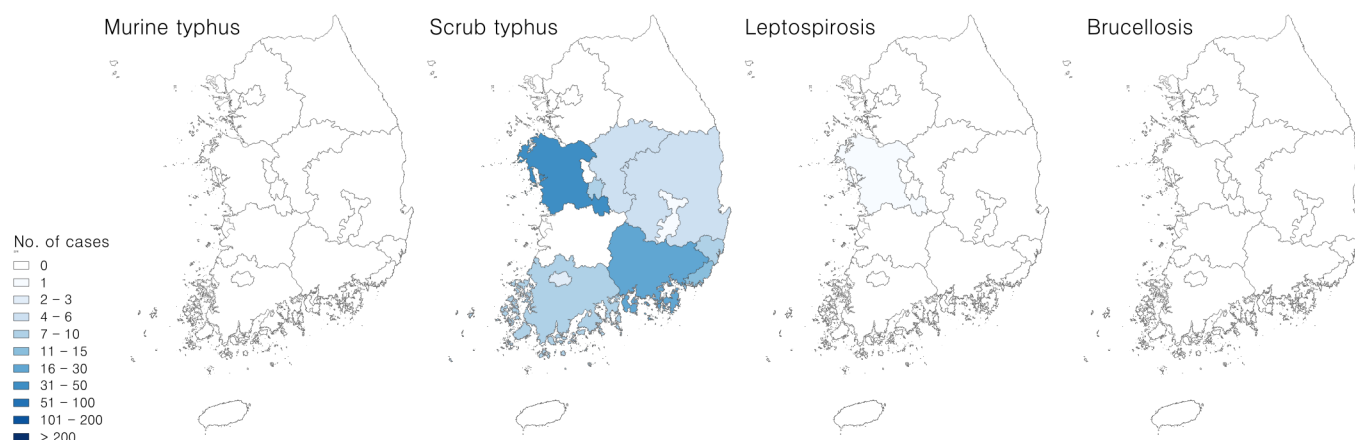 Murine typhus
Scrub typhus
Leptospirosis
Brucellosis
No. of cases
0
1
2 – 3
4 – 6
7 – 10
11 – 15
16 – 30
31 – 50
51 – 100
101 – 200
> 200